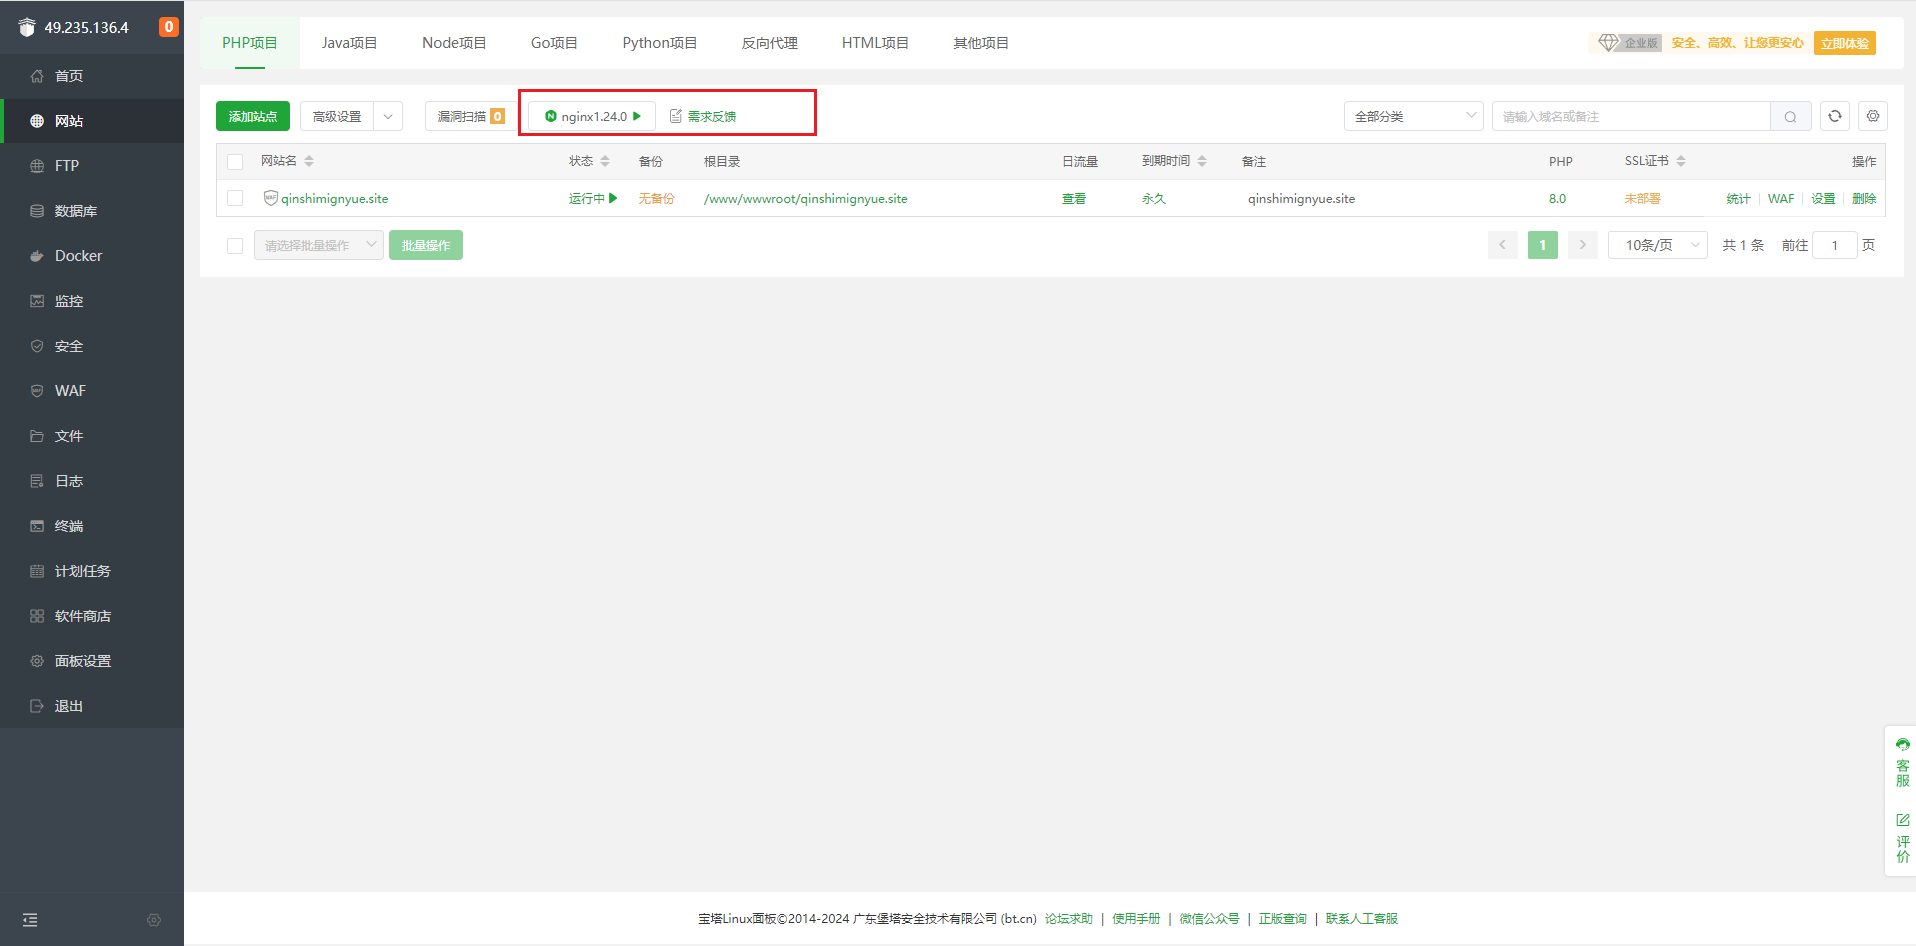 49.235.136.4 0
首页
网站
FTP
数据库
Docker
监控
安全
WAF
文件
日志
终端
计划任务
软件商店
面板设置
退出
PHP项目 Java项目 Node项目 Go项目 Python项目 反向代理 HTML项目 其他项目
企业版 安全、高效、让您更安心 立即体验
添加站点 高级设置 漏洞扫描 0 nginx1.24.0 需求反馈 全部分类 请输入域名或备注
网站名 状态 备份 根目录 日流量 到期时间 备注 PHP SSL证书 操作
qinshimignyue.site 运行中 无备份 /www/wwwroot/qinshimignyue.site 查看 永久 qinshimignyue.site 8.0 未部署 统计 | WAF | 设置 | 删除
请选择批量操作 批量操作 1 10条/页 共 1 条 前往 1 页
客服
评价
宝塔Linux面板©2014-2024 广东堡塔安全技术有限公司 (bt.cn) 论坛求助 | 使用手册 | 微信公众号 | 正版查询 | 联系人工客服